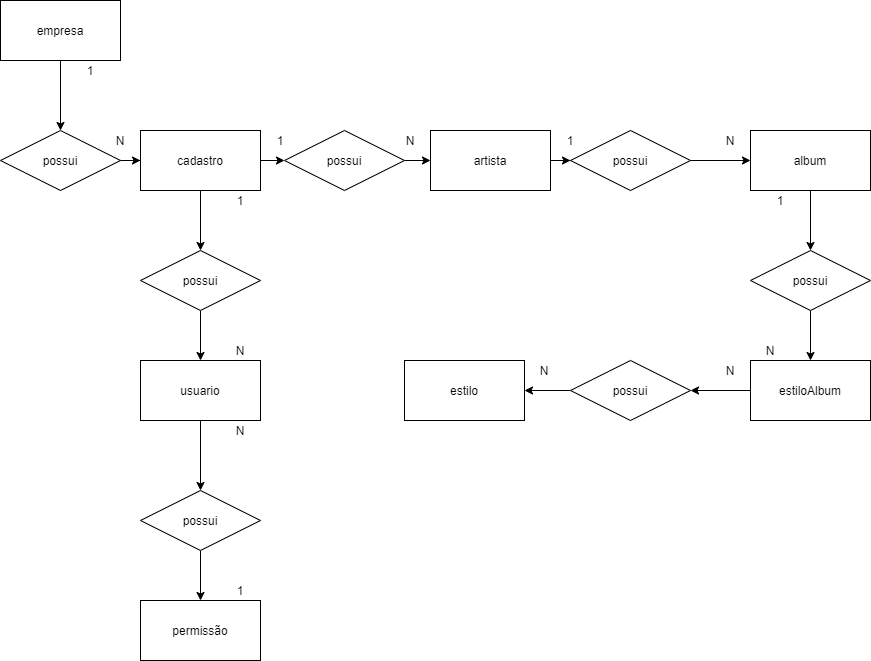 empresa
1
N
1
N
1
N
possui
cadastro
possui
artista
possui
album
1
1
possui
possui
N
N
usuario
estilo
N
possui
N
estiloAlbum
N
possui
1
permissão